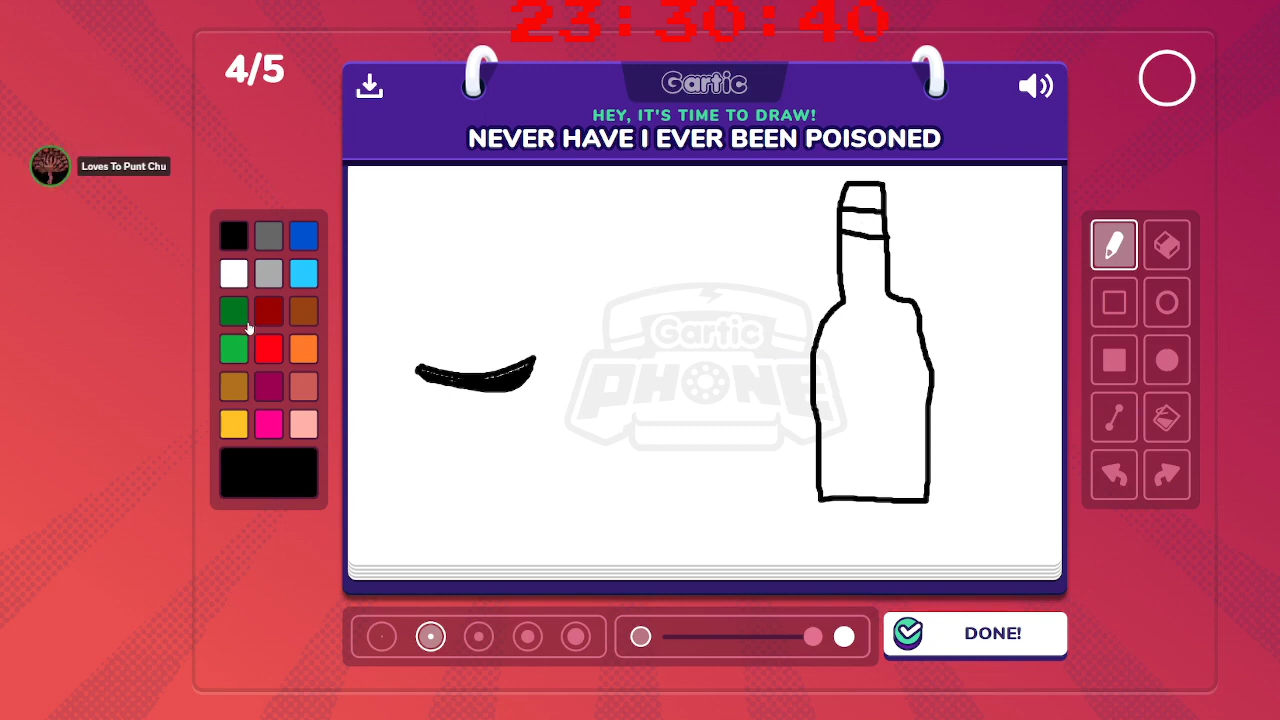 23:30:40
4/5
Gartic
HEY, IT'S TIME TO DRAW!
NEVER HAVE I EVER BEEN POISONED
Loves To Punt Chu
Gartic
PHONE
DONE!